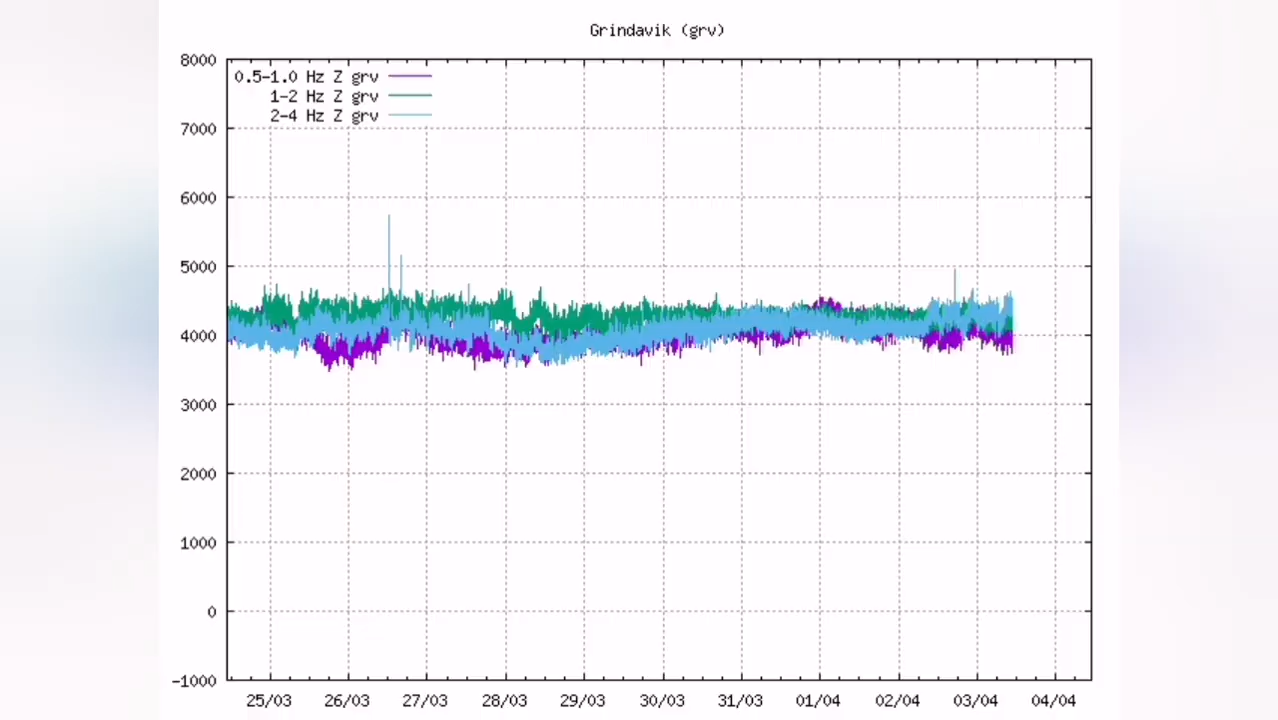 Grindavik (grv)
8000
0.5-1.0 Hz Z grv
1-2 Hz Z grv
2-4 Hz Z grv
7000
6000
5000
4000
3000
2000
1000
0
-1000
25/03 26/03 27/03 28/03 29/03 30/03 31/03 01/04 02/04 03/04 04/04